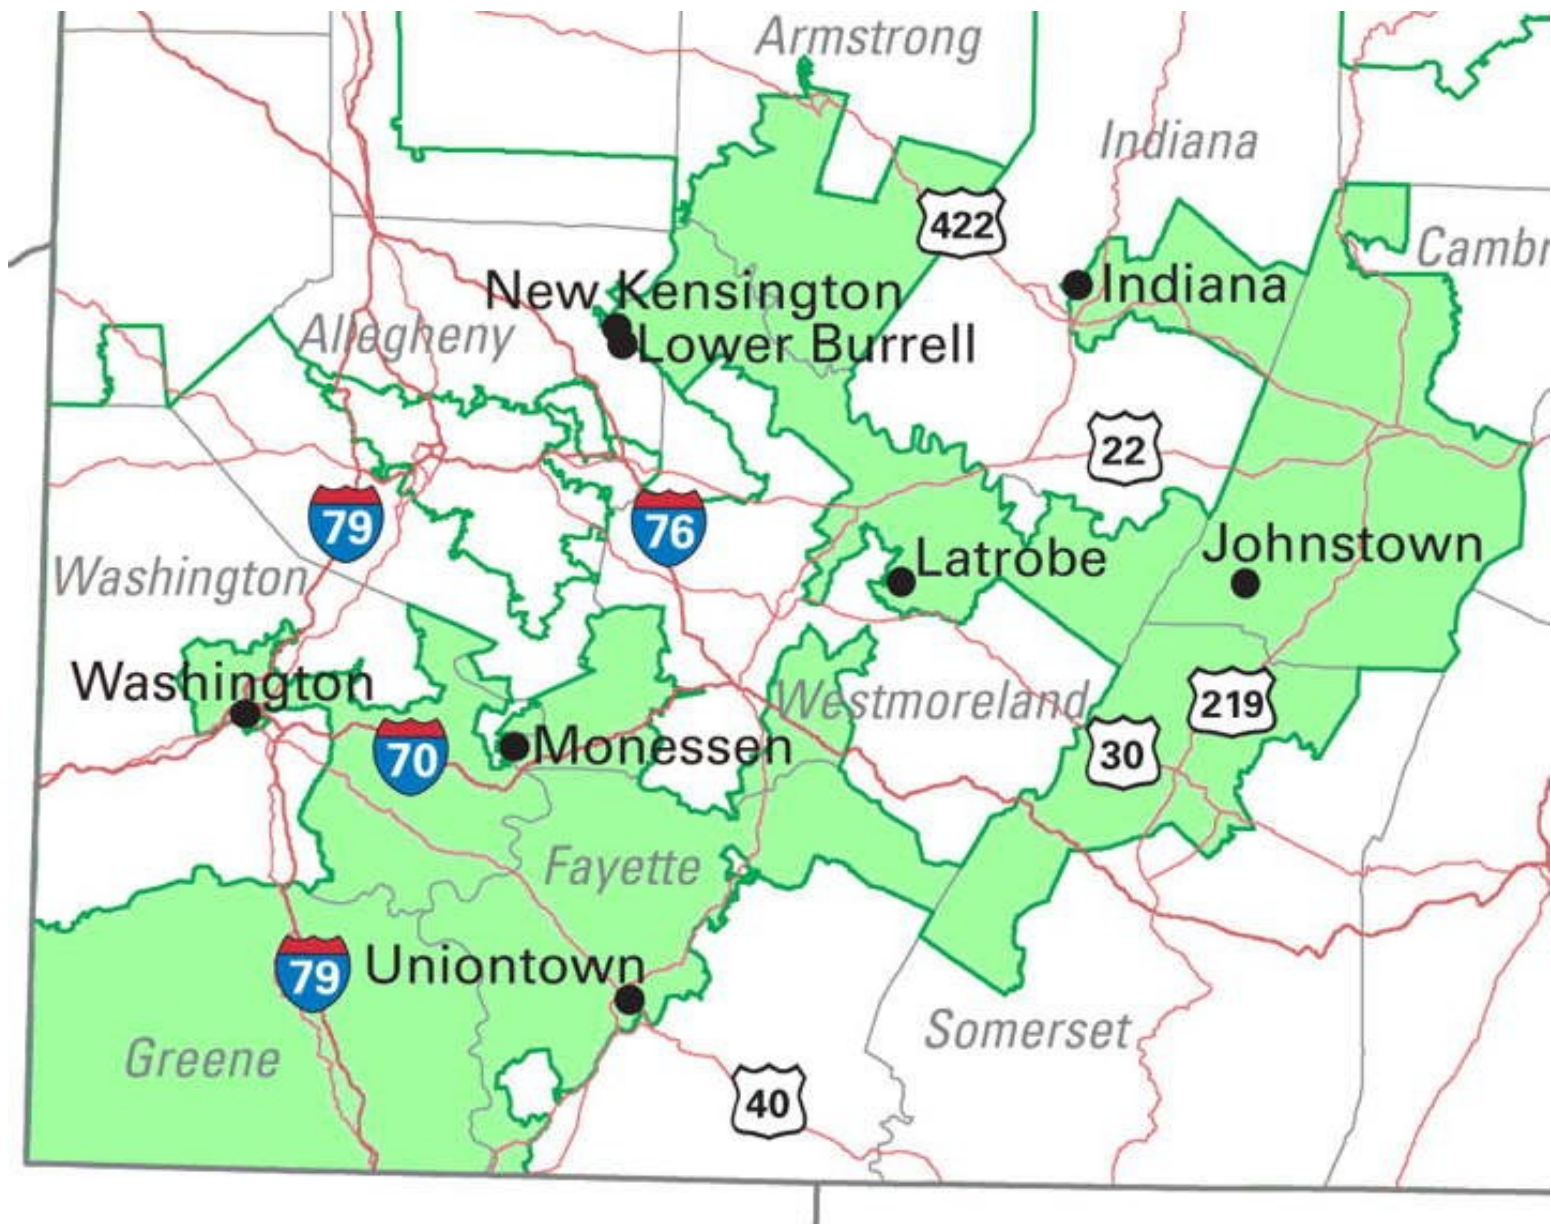 Armstrong
Indiana
422
Cambr
New Kensington
Indiana
Allegheny
Lower Burrell
22
79
76
Johnstown
Latrobe
Washington
Washington
Westmoreland
219
70
Monessen
30
Fayette
Uniontown
79
Somerset
Greene
40